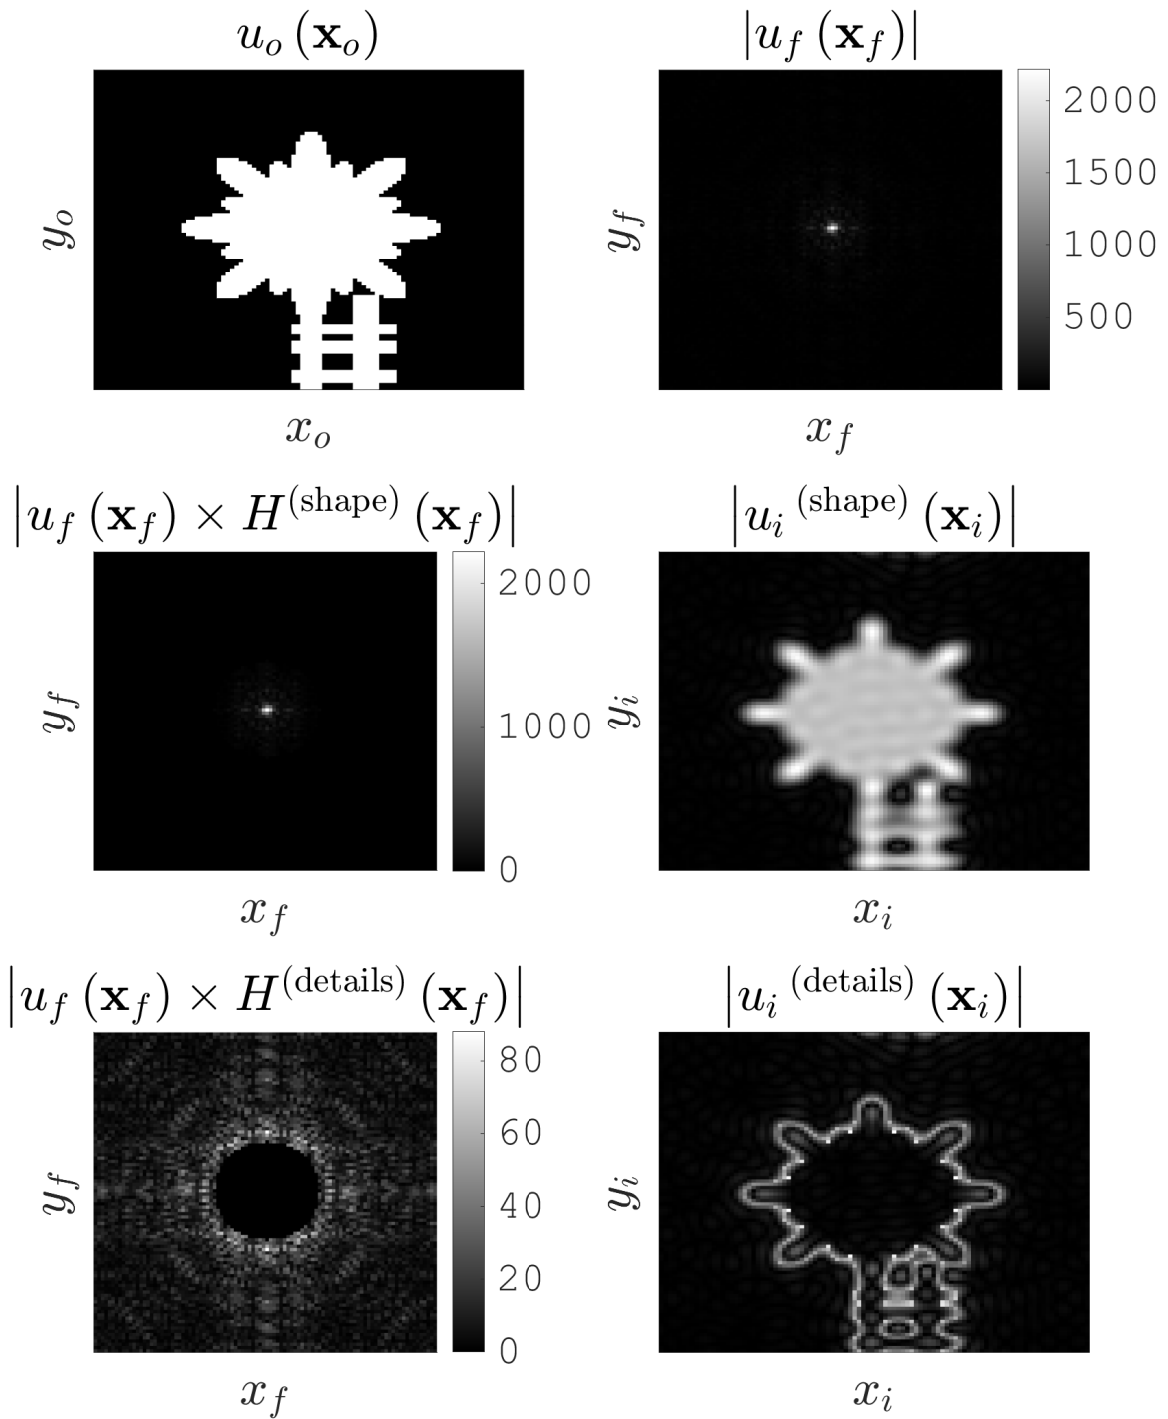 u_o (x_o)
|u_f (x_f)|
y_o
x_o
y_f
x_f
2000
1500
1000
500
|u_f (x_f) × H^(shape) (x_f)|
|u_i^(shape) (x_i)|
y_f
x_f
2000
1000
0
y_i
x_i
|u_f (x_f) × H^(details) (x_f)|
|u_i^(details) (x_i)|
y_f
x_f
80
60
40
20
0
y_i
x_i